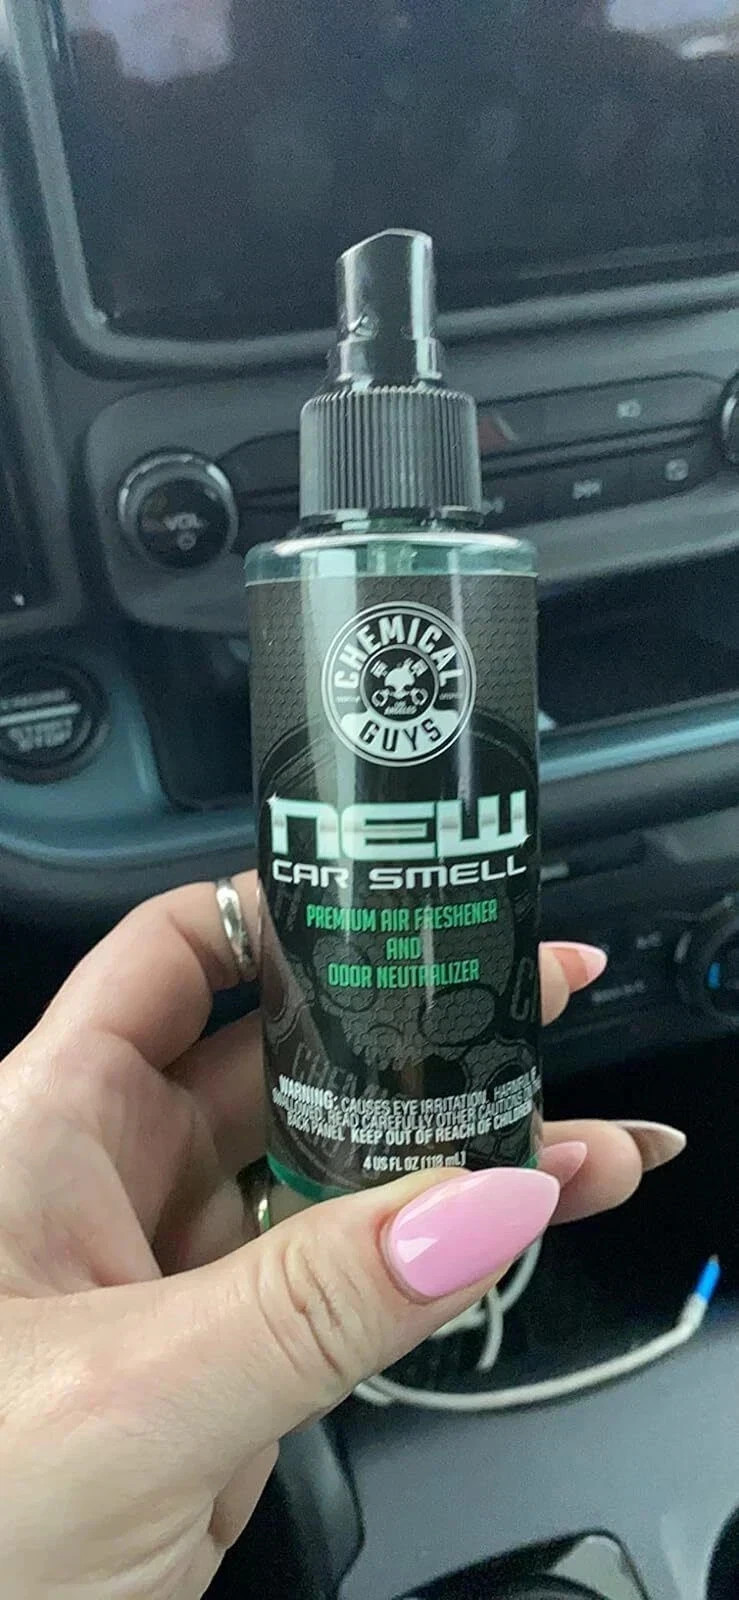 VOL
CHEMICAL
GUYS
NEW
CAR SMELL
PREMIUM AIR FRESHENER
AND
ODOR NEUTRALIZER
WARNING: CAUSES EYE IRRITATION. HARMFUL IF
SWALLOWED. READ CAREFULLY OTHER CAUTIONS ON
BACK PANEL KEEP OUT OF REACH OF CHILDREN
4 US FL OZ (118 mL)